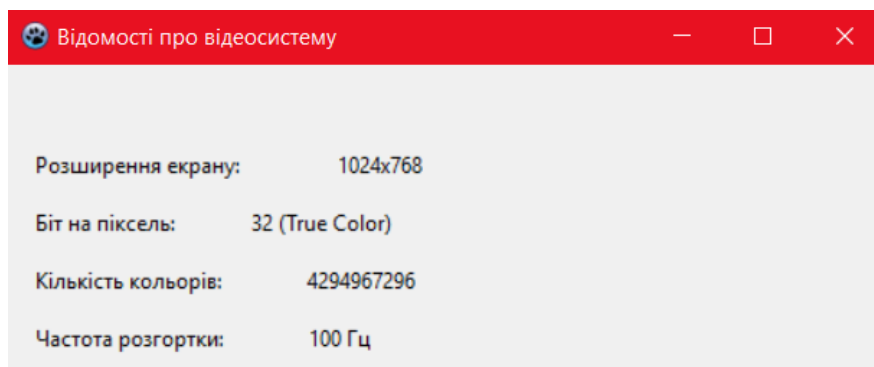 Відомості про відеосистему
Розширення екрану: 1024x768
Біт на піксель: 32 (True Color)
Кількість кольорів: 4294967296
Частота розгортки: 100 Гц